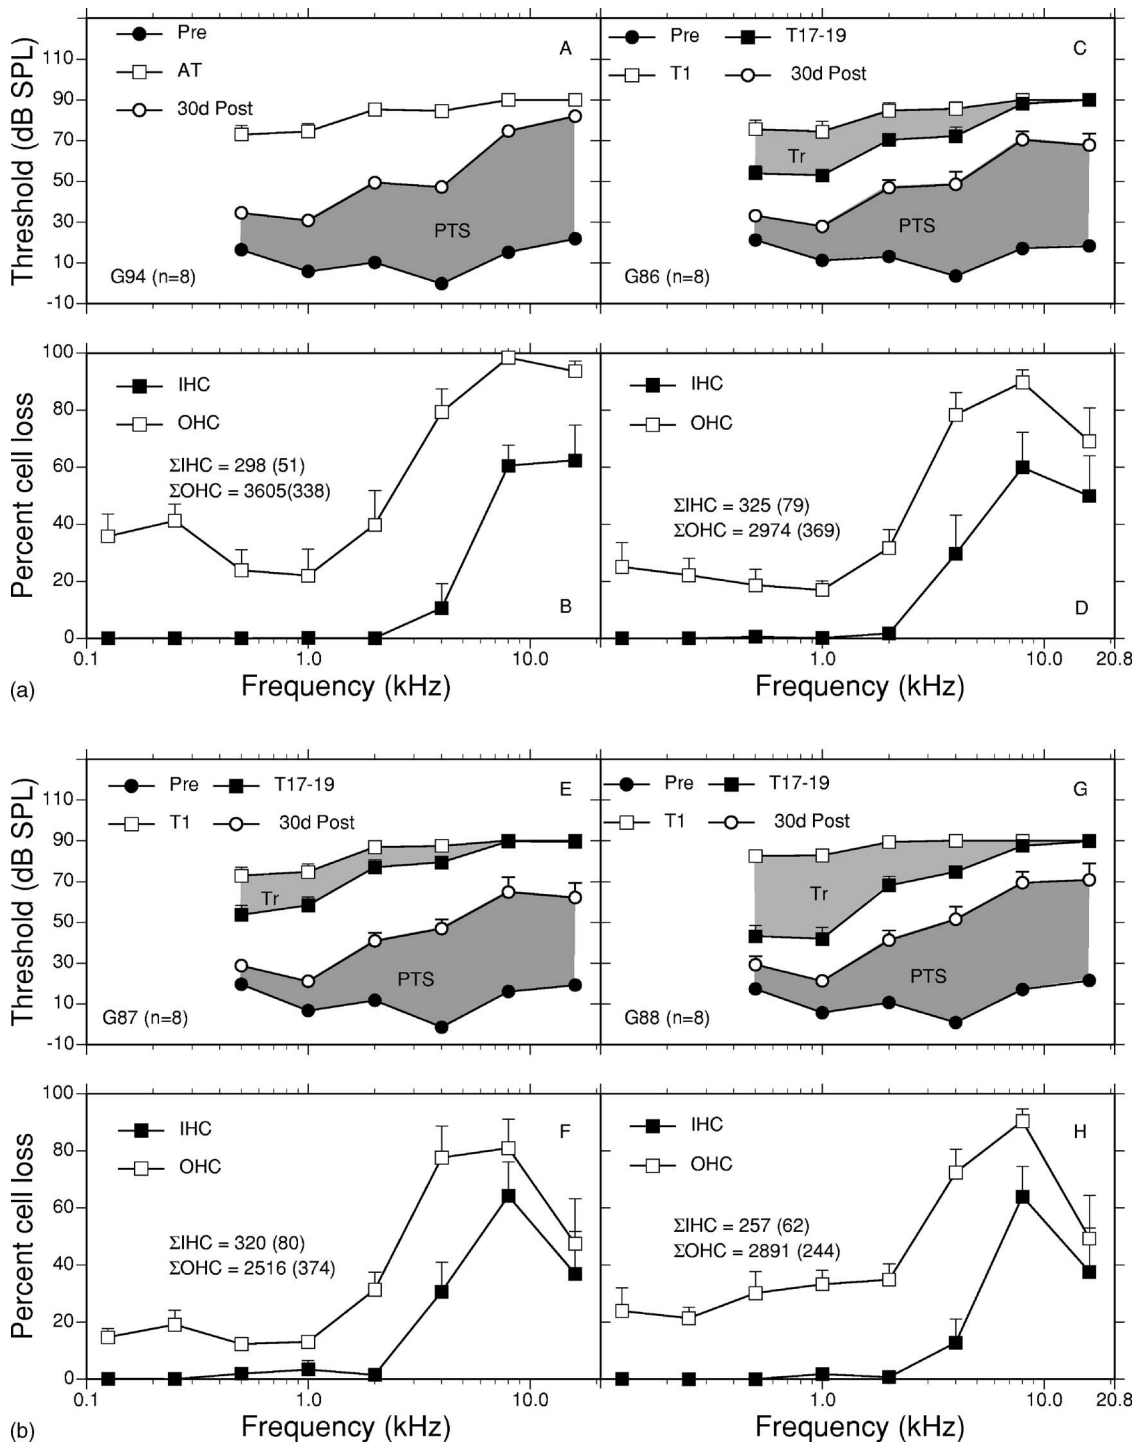 Threshold (dB SPL)
110
90
70
50
30
10
-10
Pre
AT
30d Post
A
PTS
G94 (n=8)
Pre
T17-19
T1
30d Post
C
Tr
PTS
G86 (n=8)
Percent cell loss
100
80
60
40
20
0
IHC
OHC
ΣIHC = 298 (51)
ΣOHC = 3605(338)
B
IHC
OHC
ΣIHC = 325 (79)
ΣOHC = 2974 (369)
D
0.1
1.0
10.0
1.0
10.0
20.8
(a)
Frequency (kHz)
Frequency (kHz)
Threshold (dB SPL)
110
90
70
50
30
10
-10
Pre
T17-19
T1
30d Post
E
Tr
PTS
G87 (n=8)
Pre
T17-19
T1
30d Post
G
Tr
PTS
G88 (n=8)
Percent cell loss
100
80
60
40
20
0
IHC
OHC
ΣIHC = 320 (80)
ΣOHC = 2516 (374)
F
IHC
OHC
ΣIHC = 257 (62)
ΣOHC = 2891 (244)
H
0.1
1.0
10.0
1.0
10.0
20.8
(b)
Frequency (kHz)
Frequency (kHz)